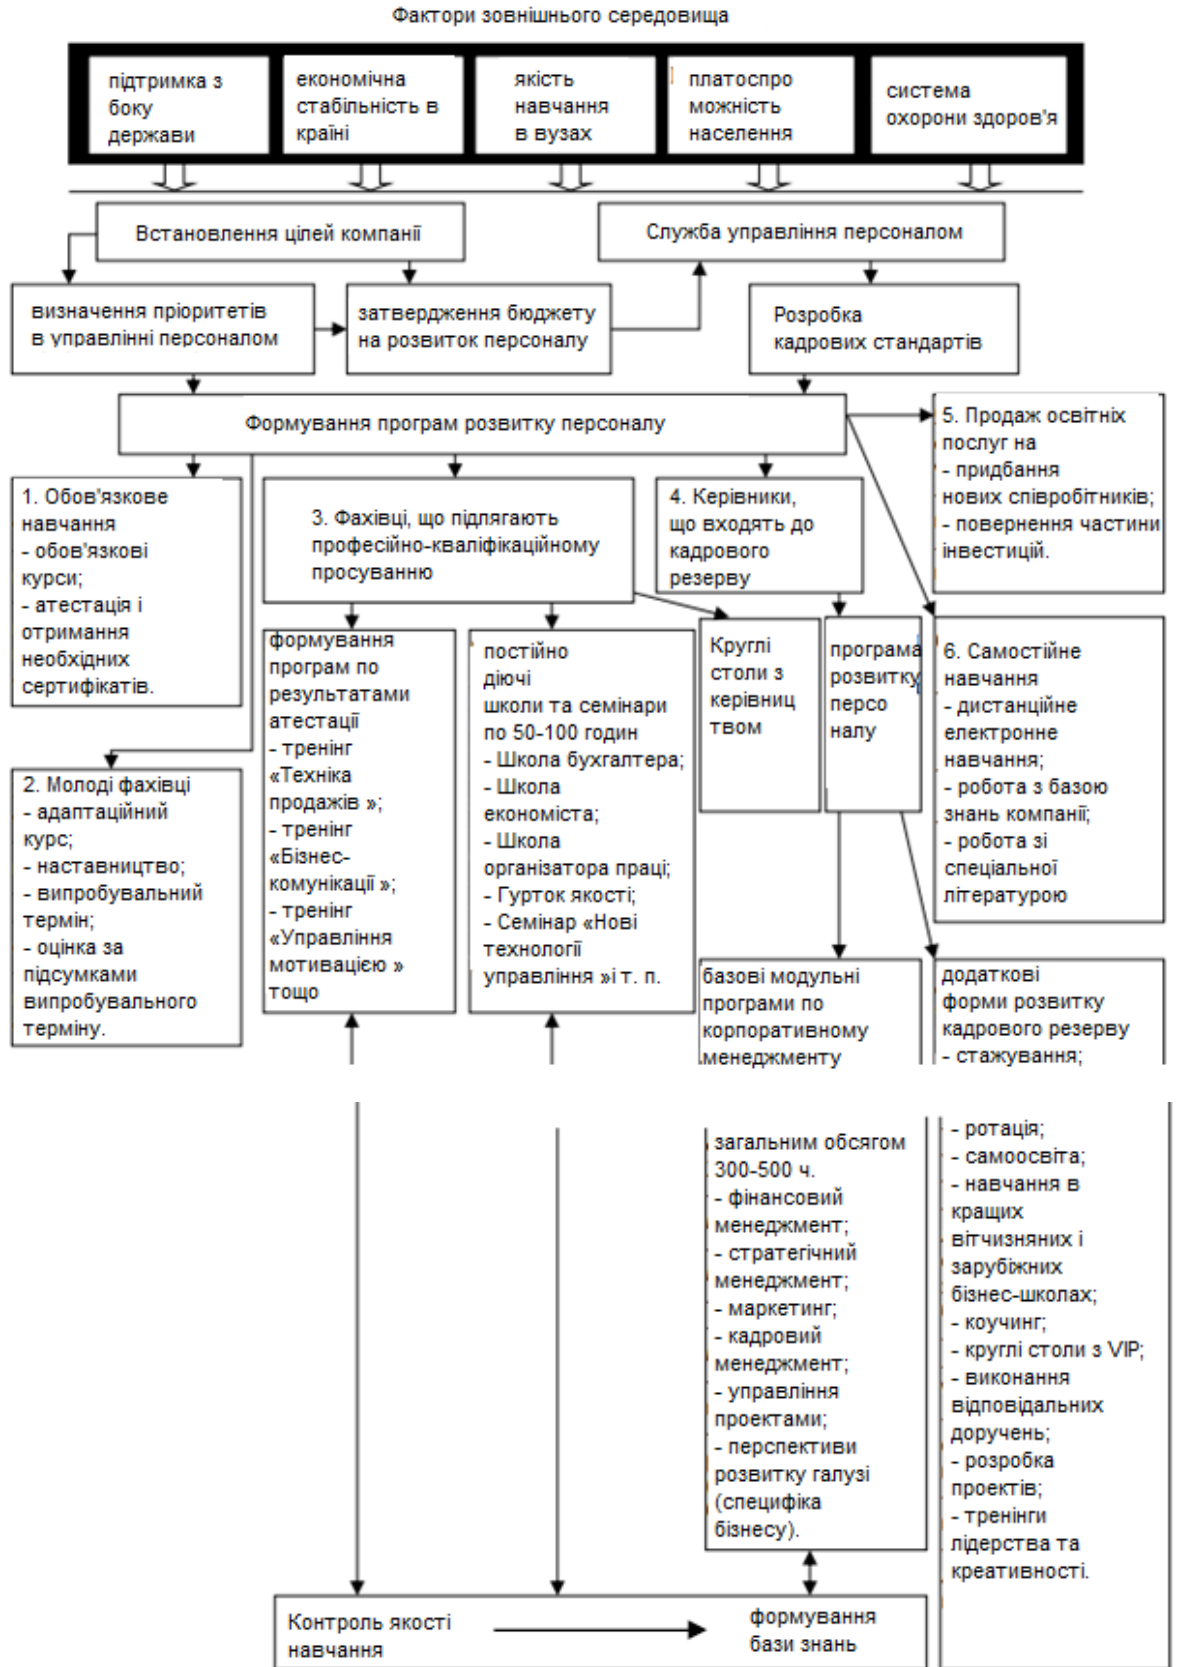 Фактори зовнішнього середовища
підтримка з
боку
держави
економічна
стабільність в
країні
якість
навчання
в вузах
платоспро
можність
населення
система
охорони здоров'я
Встановлення цілей компанії
Служба управління персоналом
визначення пріоритетів
в управлінні персоналом
затвердження бюджету
на розвиток персоналу
Розробка
кадрових стандартів
Формування програм розвитку персоналу
5. Продаж освітніх
послуг на
- придбання
нових співробітників;
- повернення частини
інвестицій.
1. Обов'язкове
навчання
- обов'язкові
курси;
- атестація і
отримання
необхідних
сертифікатів.
3. Фахівці, що підлягають
професійно-кваліфікаційному
просуванню
4. Керівники,
що входять до
кадрового
резерву
формування
програм по
результатами
атестації
- тренінг
«Техніка
продажів »;
- тренінг
«Бізнес-
комунікації »;
- тренінг
«Управління
мотивацією »
тощо
постійно
діючі
школи та семінари
по 50-100 годин
- Школа бухгалтера;
- Школа
економіста;
- Школа
організатора праці;
- Гурток якості;
- Семінар «Нові
технології
управління »і т. п.
Круглі
столи з
керівниц
твом
програма
розвитку
персо
налу
6. Самостійне
навчання
- дистанційне
електронне
навчання;
- робота з базою
знань компанії;
- робота зі
спеціальної
літературою
2. Молоді фахівці
- адаптаційний
курс;
- наставництво;
- випробувальний
термін;
- оцінка за
підсумками
випробувального
терміну.
базові модульні
програми по
корпоративному
менеджменту
додаткові
форми розвитку
кадрового резерву
- стажування;
загальним обсягом
300-500 ч.
- фінансовий
менеджмент;
- стратегічний
менеджмент;
- маркетинг;
- кадровий
менеджмент;
- управління
проектами;
- перспективи
розвитку галузі
(специфіка
бізнесу).
- ротація;
- самоосвіта;
- навчання в
кращих
вітчизняних і
зарубіжних
бізнес-школах;
- коучинг;
- круглі столи з VIP;
- виконання
відповідальних
доручень;
- розробка
проектів;
- тренінги
лідерства та
креативності.
Контроль якості
навчання
формування
бази знань